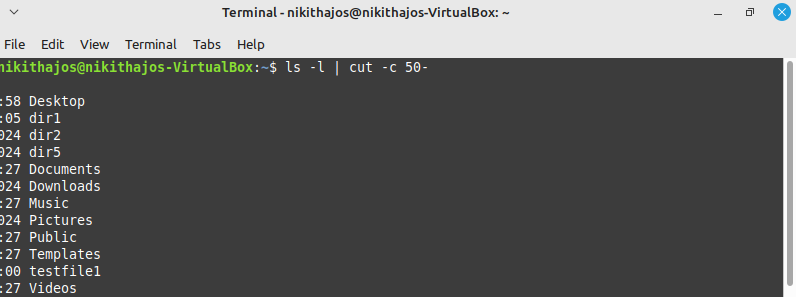 Terminal - nikithajos@nikithajos-VirtualBox: ~
File Edit View Terminal Tabs Help
nikithajos@nikithajos-VirtualBox:~$ ls -l | cut -c 50-

:58 Desktop
:05 dir1
024 dir2
024 dir5
:27 Documents
024 Downloads
:27 Music
024 Pictures
:27 Public
:27 Templates
:00 testfile1
:27 Videos